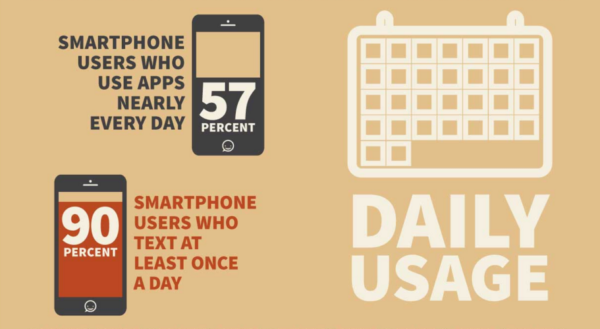 SMARTPHONE
USERS WHO
USE APPS
NEARLY
EVERY DAY
57
PERCENT
90
PERCENT
SMARTPHONE
USERS WHO
TEXT AT
LEAST ONCE
A DAY
DAILY
USAGE